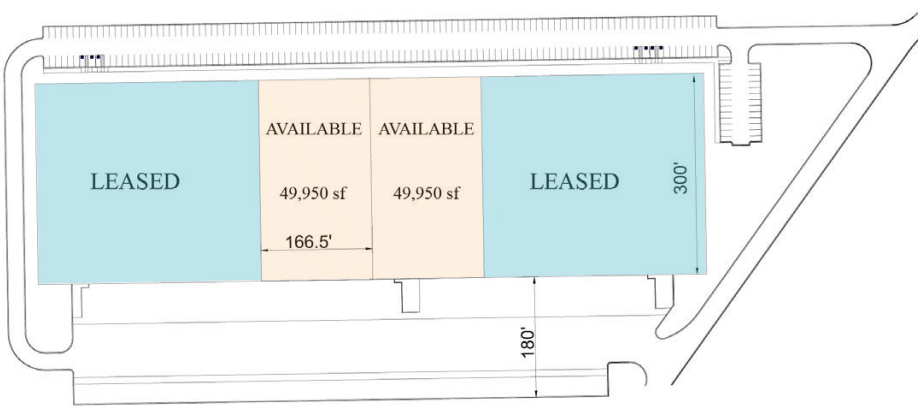 AVAILABLE
AVAILABLE
LEASED
LEASED
49,950 sf
49,950 sf
300'
166.5'
180'